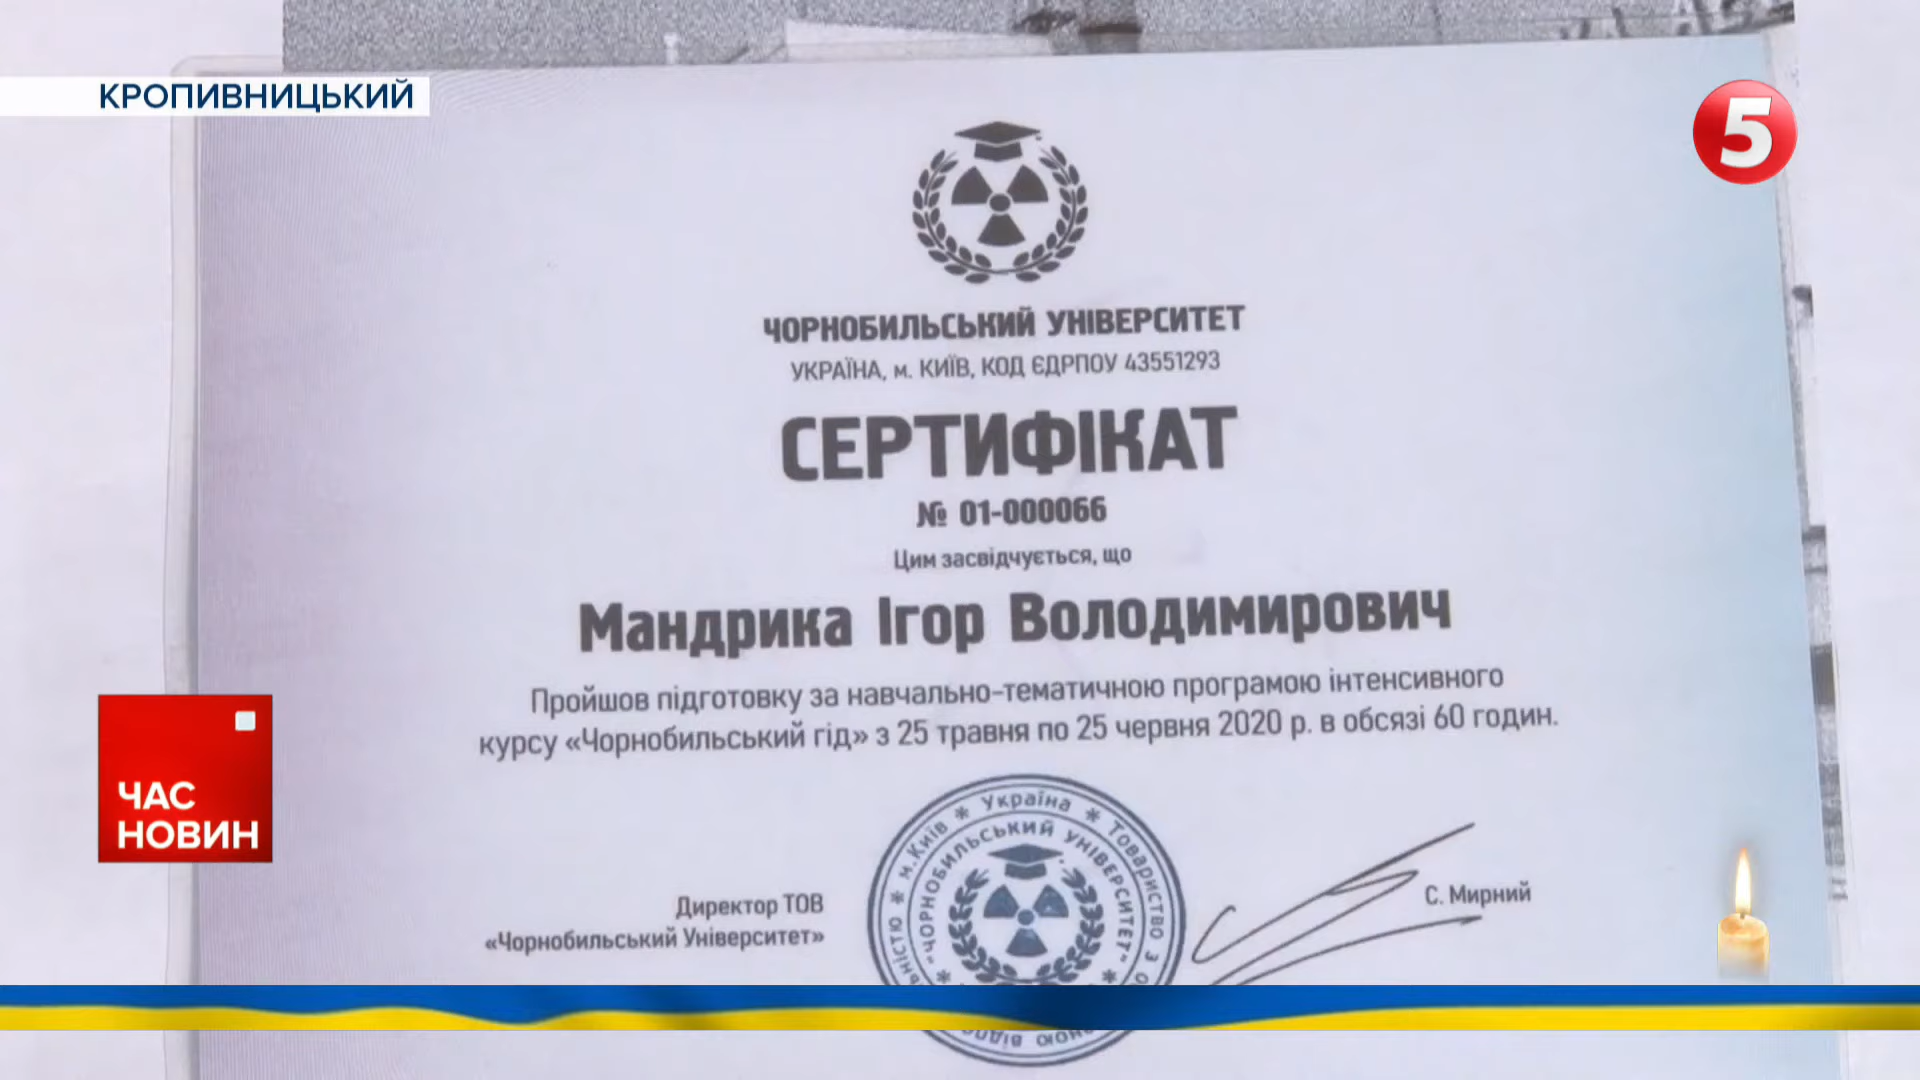 КРОПИВНИЦЬКИЙ
5
ЧОРНОБИЛЬСЬКИЙ УНІВЕРСИТЕТ
УКРАЇНА, м. КИЇВ, КОД ЄДРПОУ 43551293
СЕРТИФІКАТ
№ 01-000066
Цим засвідчується, що
Мандрика Ігор Володимирович
Пройшов підготовку за навчально-тематичною програмою інтенсивного
курсу «Чорнобильський гід» з 25 травня по 25 червня 2020 р. в обсязі 60 годин.
ЧАС
НОВИН
Директор ТОВ
«Чорнобильський Університет»
* м.Київ * Україна * Товариство з
"ЧОРНОБИЛЬСЬКИЙ УНІВЕРСИТЕТ"
С. Мирний